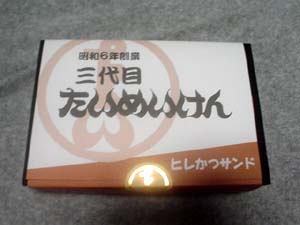 昭和6年創業
三代目
たいめいけん
ヒレかつサンド